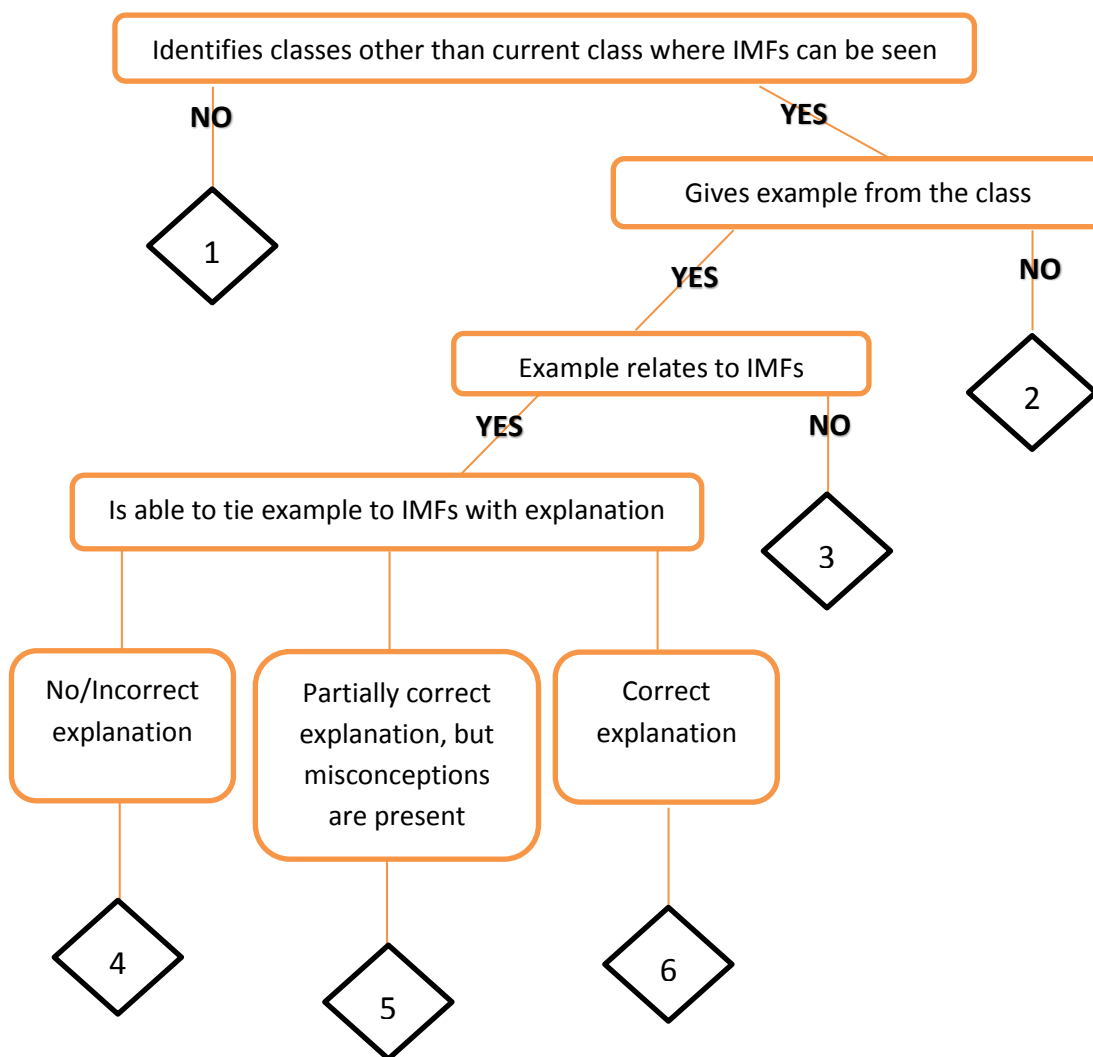 Identifies classes other than current class where IMFs can be seen
NO
YES
Gives example from the class
1
YES
NO
Example relates to IMFs
2
YES
NO
Is able to tie example to IMFs with explanation
3
No/Incorrect
explanation
Partially correct
explanation, but
misconceptions
are present
Correct
explanation
4
5
6